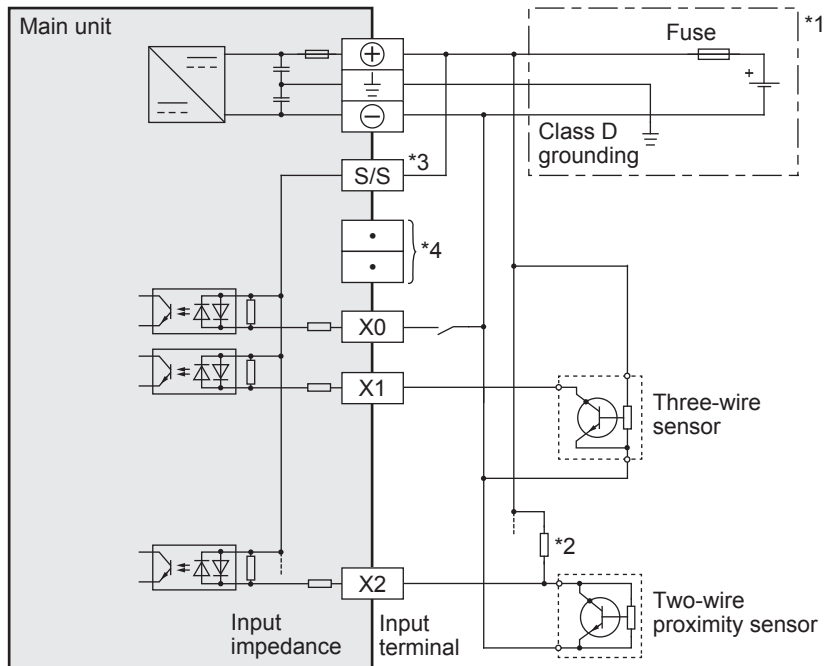 Main unit
Fuse
*1
+
Class D
grounding
*3
S/S
*4
X0
X1
Three-wire
sensor
*2
X2
Input
impedance
Input
terminal
Two-wire
proximity sensor